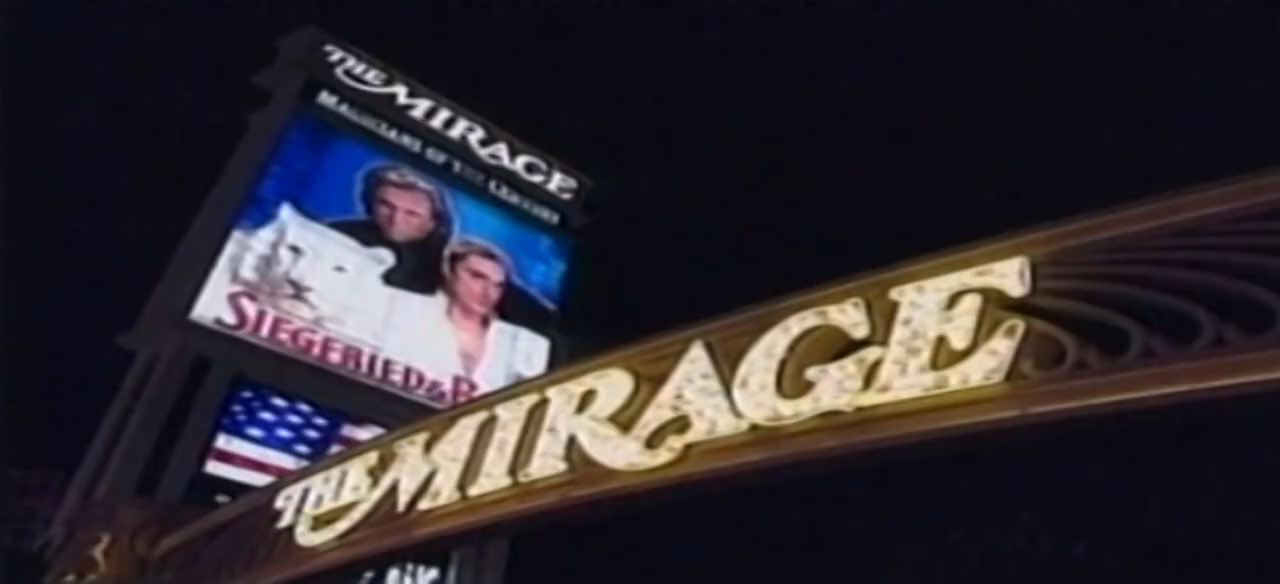 THE MIRAGE
MAGICIANS OF THE CENTURY
SIEGFRIED&R
THE MIRAGE